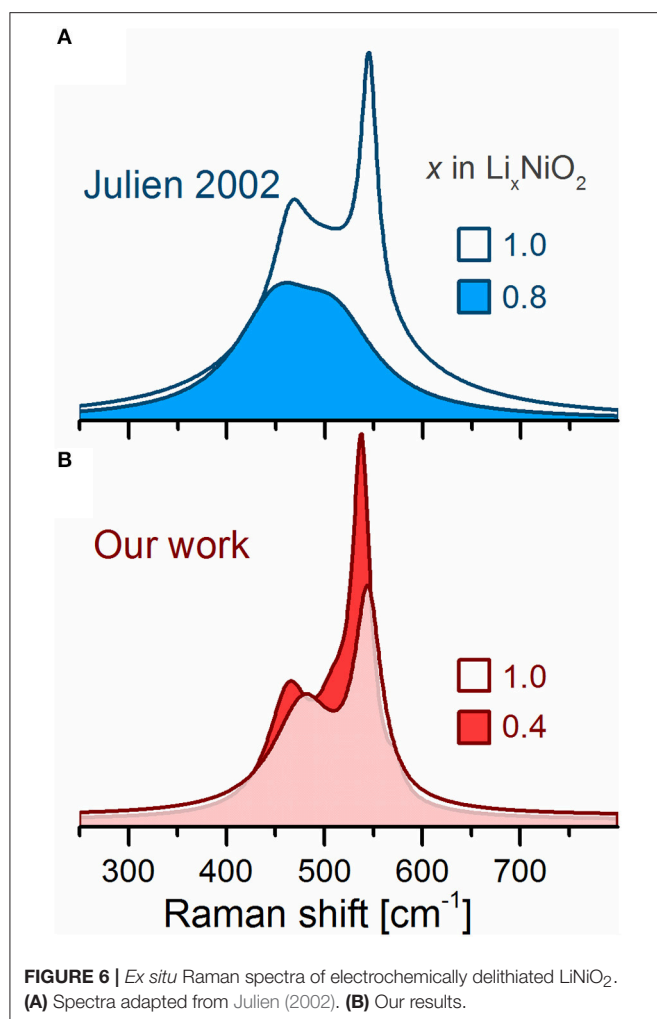 A
Julien 2002
x in LiₓNiO₂
1.0
0.8
B
Our work
1.0
0.4
300 400 500 600 700
Raman shift [cm⁻¹]
FIGURE 6 | Ex situ Raman spectra of electrochemically delithiated LiNiO₂.
(A) Spectra adapted from Julien (2002). (B) Our results.